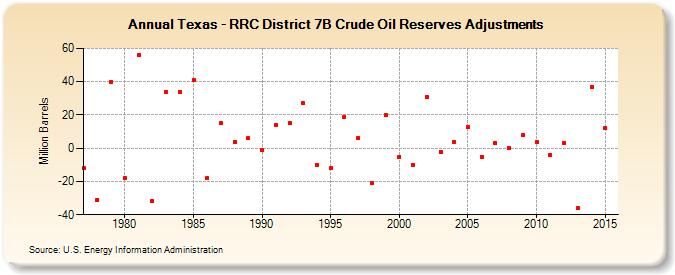 Annual Texas - RRC District 7B Crude Oil Reserves Adjustments
Million Barrels
60
40
20
0
-20
-40
1980 1985 1990 1995 2000 2005 2010 2015
Source: U.S. Energy Information Administration